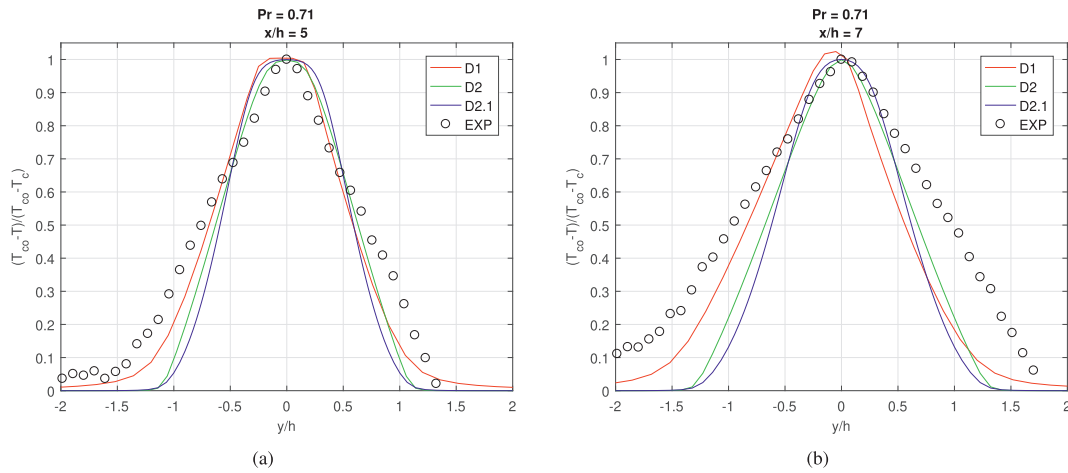 Pr = 0.71
x/h = 5
(T_co-T)/(T_co-T_c)
1
0.9
0.8
0.7
0.6
0.5
0.4
0.3
0.2
0.1
0
-2
-1.5
-1
-0.5
0
0.5
1
1.5
2
y/h
D1
D2
D2.1
EXP
(a)
Pr = 0.71
x/h = 7
(T_co-T)/(T_co-T_c)
1
0.9
0.8
0.7
0.6
0.5
0.4
0.3
0.2
0.1
0
-2
-1.5
-1
-0.5
0
0.5
1
1.5
2
y/h
D1
D2
D2.1
EXP
(b)